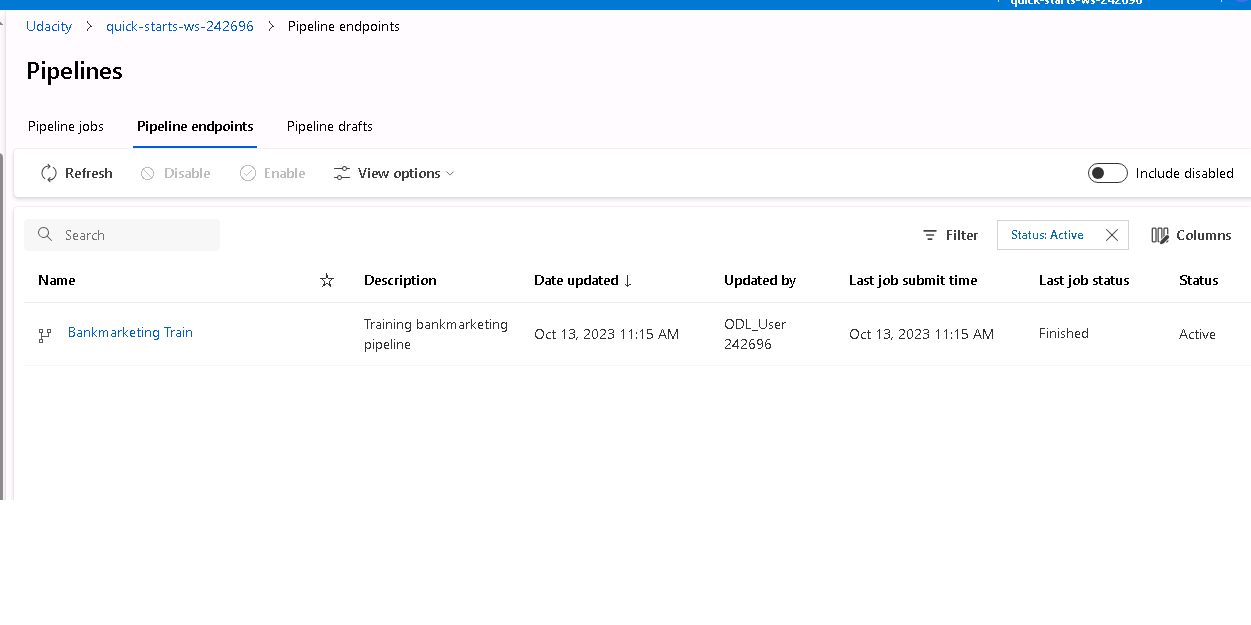 quick-starts-ws-242696
Udacity > quick-starts-ws-242696 > Pipeline endpoints
Pipelines
Pipeline jobs Pipeline endpoints Pipeline drafts
Refresh Disable Enable View options Include disabled
Search Filter Status: Active Columns
Name Description Date updated ↓ Updated by Last job submit time Last job status Status
Bankmarketing Train Training bankmarketing pipeline Oct 13, 2023 11:15 AM ODL_User 242696 Oct 13, 2023 11:15 AM Finished Active